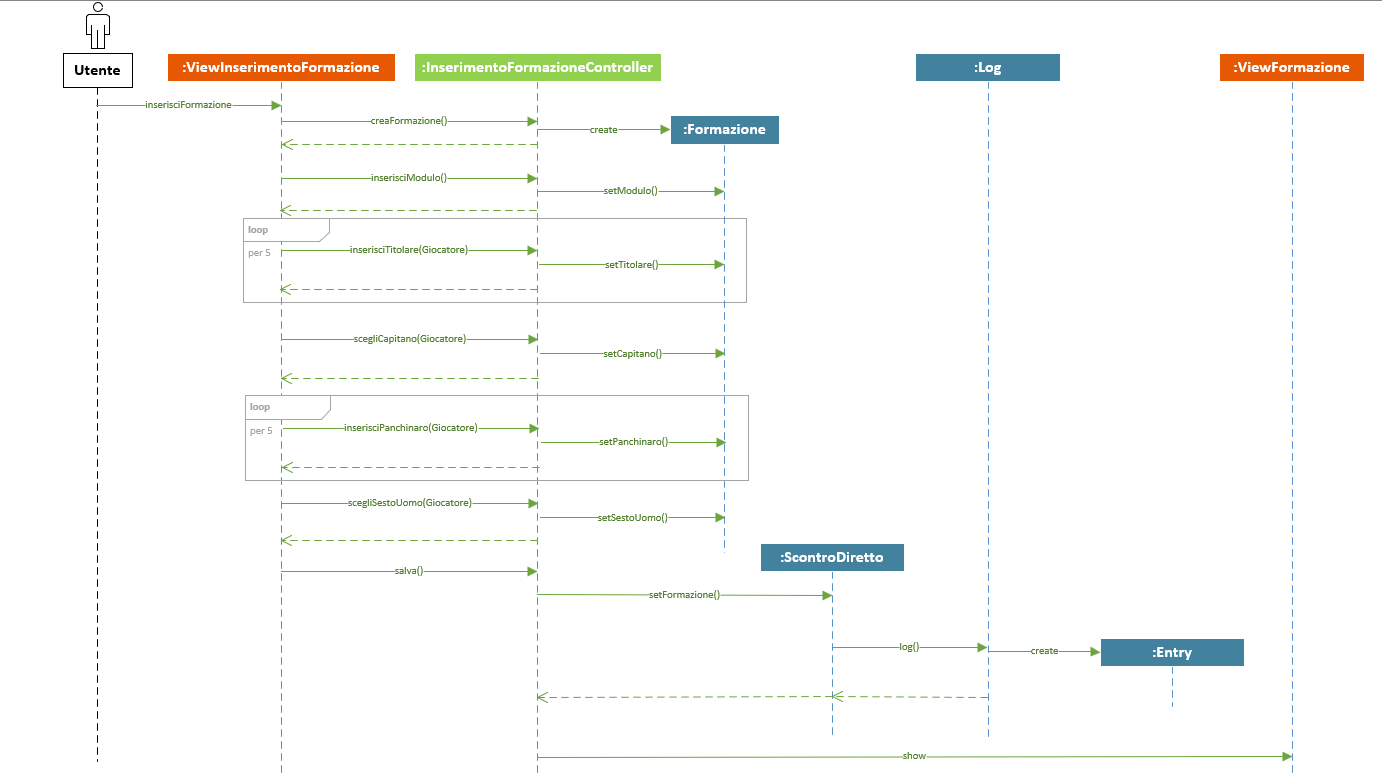 Utente
:ViewInserimentoFormazione
:InserimentoFormazioneController
:Log
:ViewFormazione
inserisciFormazione
creaFormazione()
create
:Formazione
inserisciModulo()
setModulo()
loop
per 5
inserisciTitolare(Giocatore)
setTitolare()
scegliCapitano(Giocatore)
setCapitano()
loop
per 5
inserisciPanchinaro(Giocatore)
setPanchinaro()
scegliSestoUomo(Giocatore)
setSestoUomo()
:ScontroDiretto
salva()
setFormazione()
log()
create
:Entry
show